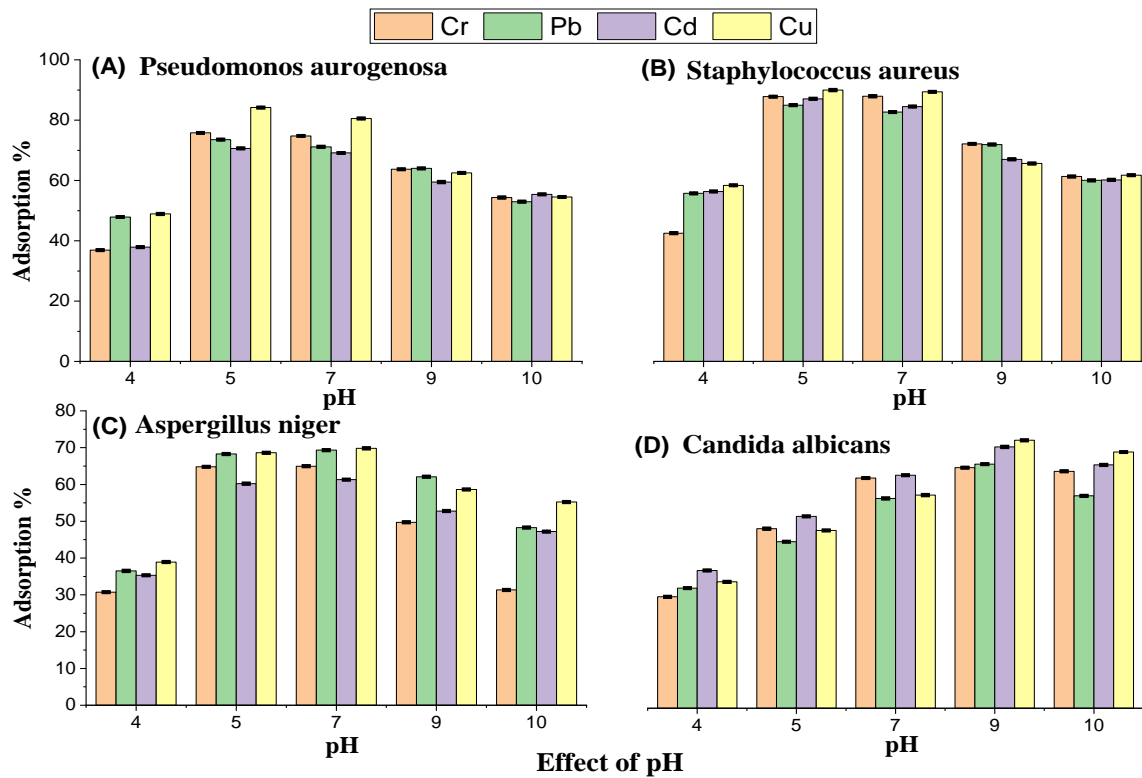 Cr Pb Cd Cu
(A) Pseudomonos aurogenosa
Adsorption %
100
80
60
40
20
0
4 5 7 9 10
pH
(B) Staphylococcus aureus
4 5 7 9 10
pH
(C) Aspergillus niger
Adsorption %
80
70
60
50
40
30
20
10
0
4 5 7 9 10
pH
(D) Candida albicans
4 5 7 9 10
pH
Effect of pH